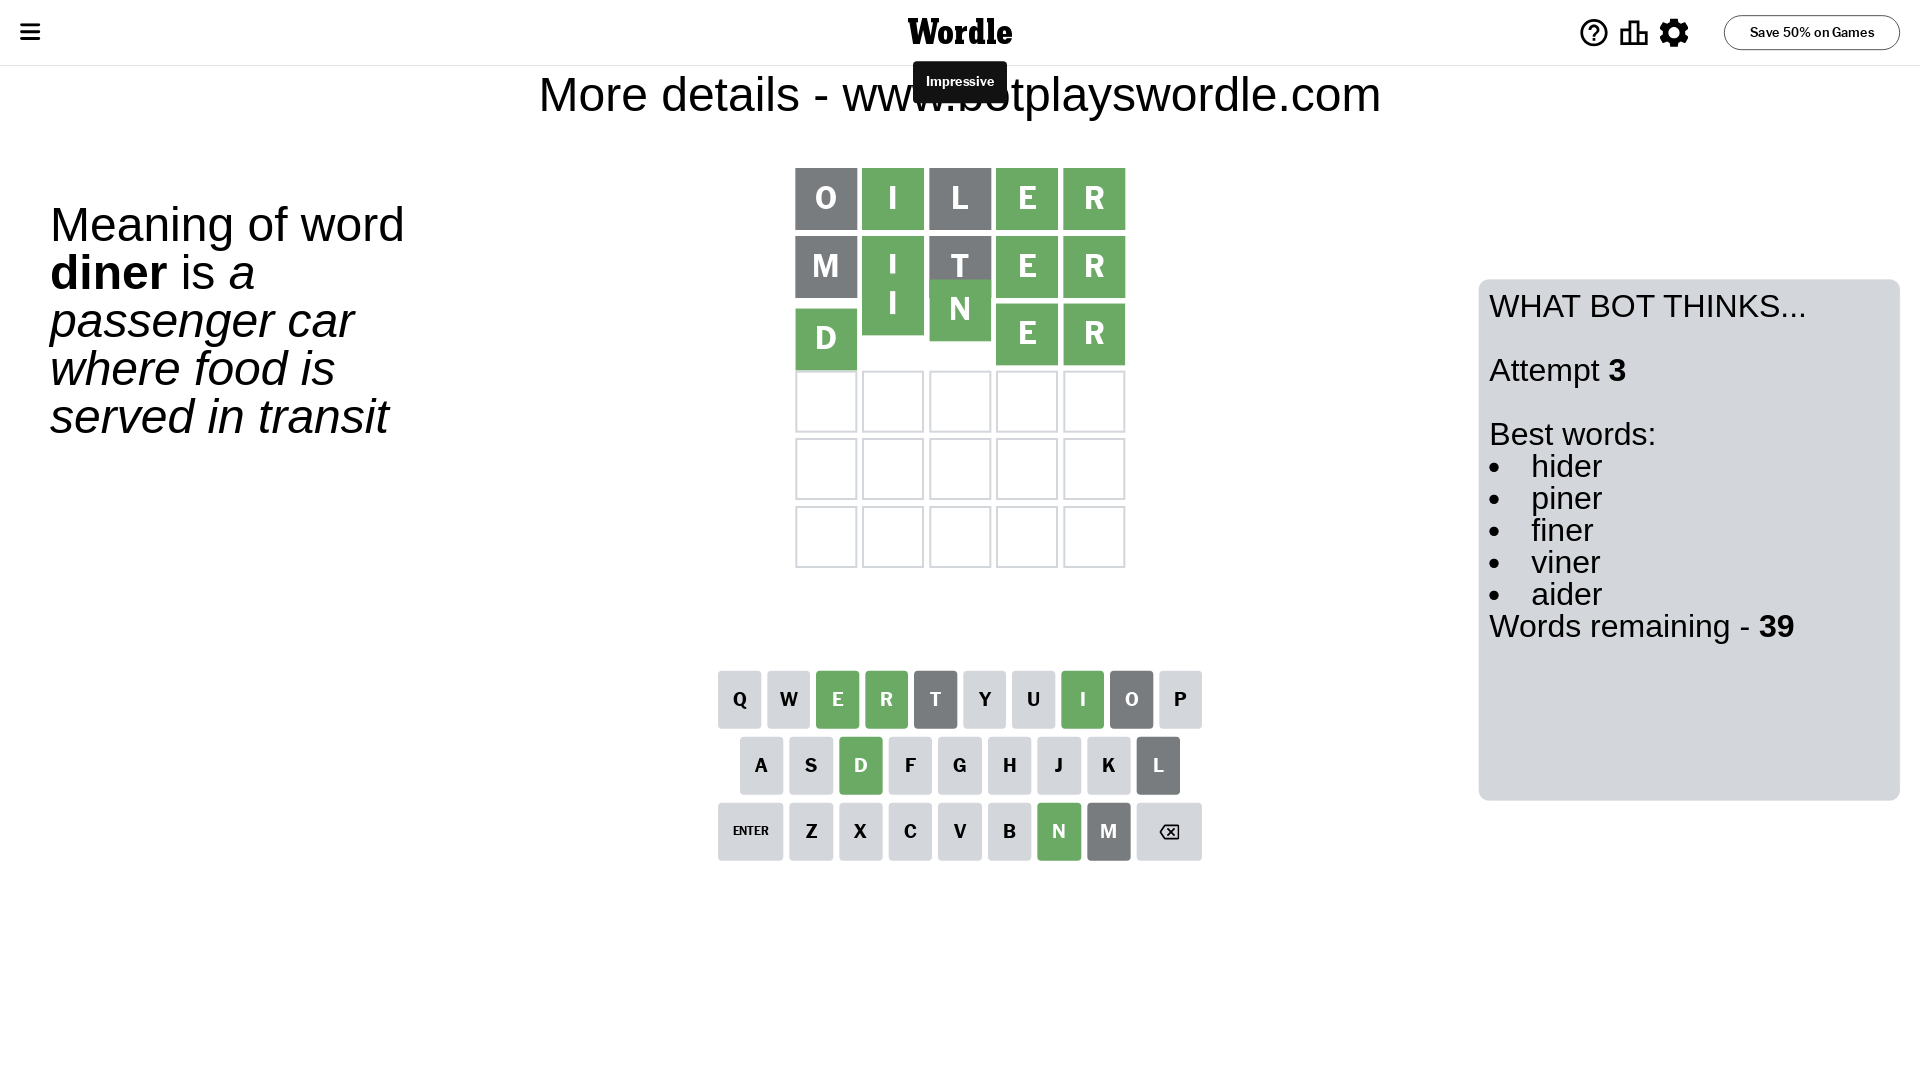 Wordle
Save 50% on Games
Impressive
More details - www.botplayswordle.com
Meaning of word
diner is a
passenger car
where food is
served in transit
O I L E R
M I T E R
D I N E R
WHAT BOT THINKS...
Attempt 3
Best words:
• hider
• piner
• finer
• viner
• aider
Words remaining - 39
Q W E R T Y U I O P
A S D F G H J K L
ENTER Z X C V B N M